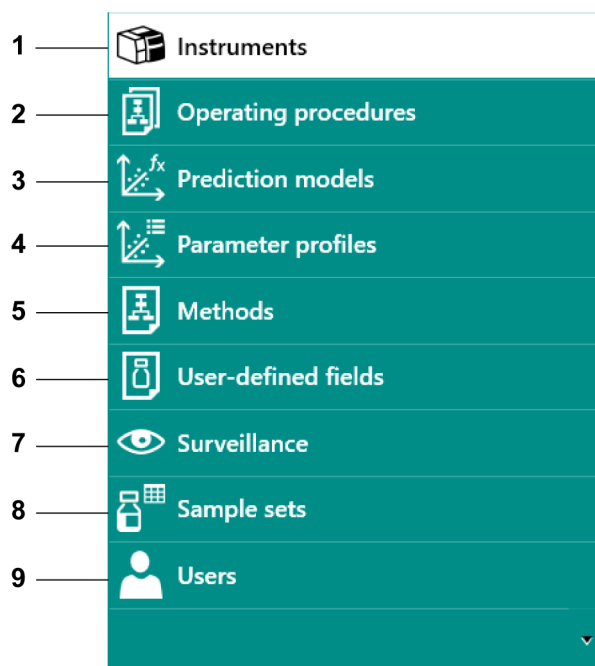 1 Instruments
2 Operating procedures
3 fx Prediction models
4 Parameter profiles
5 Methods
6 User-defined fields
7 Surveillance
8 Sample sets
9 Users